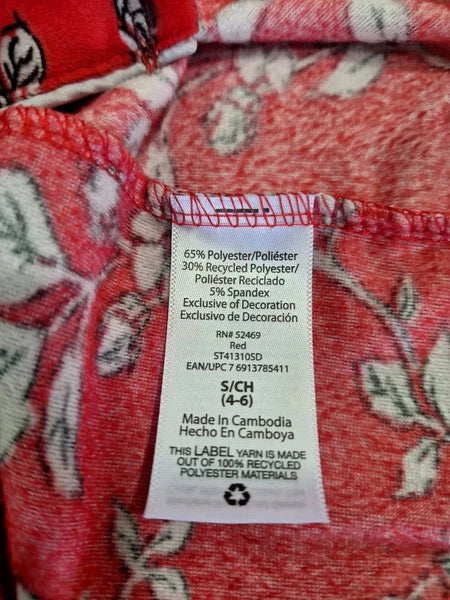 65% Polyester/Poliéster
30% Recycled Polyester/
Poliéster Reciclado
5% Spandex
Exclusive of Decoration
Exclusivo de Decoración
RN# 52469
Red
ST41310SD
EAN/UPC 7 6913785411
S/CH
(4-6)
Made In Cambodia
Hecho En Camboya
THIS LABEL YARN IS MADE
OUT OF 100% RECYCLED
POLYESTER MATERIALS